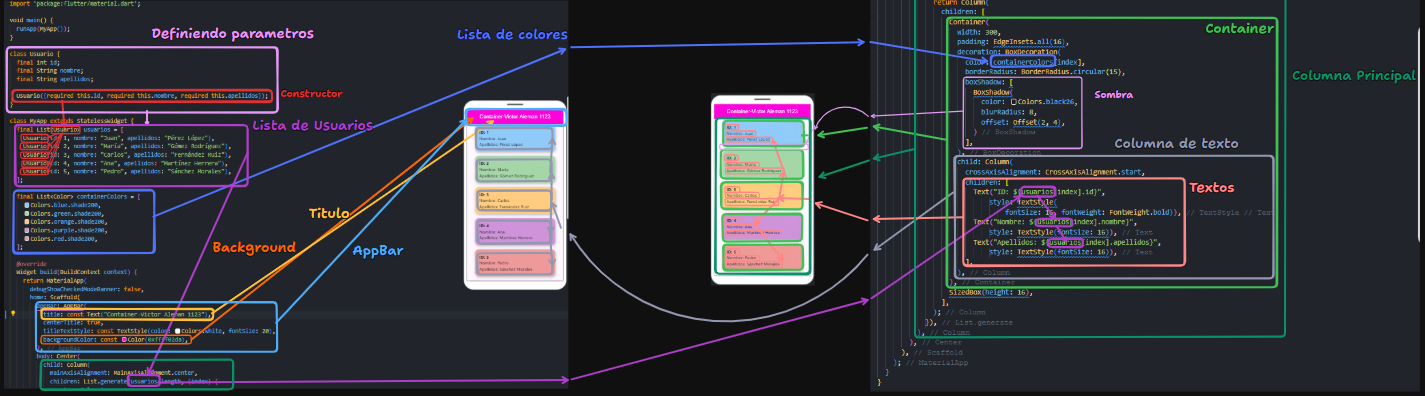 import 'package:flutter/material.dart';
void main() {
runApp(MyApp());
}
Definiendo parametros
class Usuario {
final int id;
final String nombre;
final String apellidos;
Usuario({required this.id, required this.nombre, required this.apellidos});
}
Constructor
class MyApp extends StatelessWidget {
final List<Usuario> usuarios = [
Usuario(id: 1, nombre: "Juan", apellidos: "Pérez López"),
Usuario(id: 2, nombre: "María", apellidos: "Gómez Rodríguez"),
Usuario(id: 3, nombre: "Carlos", apellidos: "Fernández Ruiz"),
Usuario(id: 4, nombre: "Ana", apellidos: "Martínez Herrera"),
Usuario(id: 5, nombre: "Pedro", apellidos: "Sánchez Morales"),
];
Lista de Usuarios
final List<Color> containerColors = [
Colors.blue.shade200,
Colors.green.shade200,
Colors.orange.shade200,
Colors.purple.shade200,
Colors.red.shade200,
];
@override
Widget build(BuildContext context) {
return MaterialApp(
debugShowCheckedModeBanner: false,
home: Scaffold(
appBar: AppBar(
title: const Text("Container-Victor Aleman 1123"),
centerTitle: true,
titleTextStyle: const TextStyle(color: Colors.white, fontSize: 20),
backgroundColor: const Color(0xffff02da),
), // AppBar
body: Center(
child: Column(
mainAxisAlignment: MainAxisAlignment.center,
children: List.generate(usuarios.length, (index) {
Lista de colores
Titulo
Background
AppBar
Container-Victor Aleman 1123
ID: 1
Nombre: Juan
Apellidos: Pérez López
ID: 2
Nombre: María
Apellidos: Gómez Rodríguez
ID: 3
Nombre: Carlos
Apellidos: Fernández Ruiz
ID: 4
Nombre: Ana
Apellidos: Martínez Herrera
ID: 5
Nombre: Pedro
Apellidos: Sánchez Morales
Container-Victor Aleman 1123
ID: 1
Nombre: Juan
Apellidos: Pérez López
ID: 2
Nombre: María
Apellidos: Gómez Rodríguez
ID: 3
Nombre: Carlos
Apellidos: Fernández Ruiz
ID: 4
Nombre: Ana
Apellidos: Martínez Herrera
ID: 5
Nombre: Pedro
Apellidos: Sánchez Morales
return Column(
children: [
Container(
width: 300,
padding: EdgeInsets.all(16),
decoration: BoxDecoration(
color: containerColors[index],
borderRadius: BorderRadius.circular(15),
boxShadow: [
BoxShadow(
color: Colors.black26,
blurRadius: 8,
offset: Offset(2, 4),
) // BoxShadow
],
), // BoxDecoration
child: Column(
crossAxisAlignment: CrossAxisAlignment.start,
children: [
Text("ID: ${usuarios[index].id}",
style: TextStyle(
fontSize: 16, fontWeight: FontWeight.bold)), // TextStyle // Text
Text("Nombre: ${usuarios[index].nombre}",
style: TextStyle(fontSize: 16)), // Text
Text("Apellidos: ${usuarios[index].apellidos}",
style: TextStyle(fontSize: 16)), // Text
],
), // Column
), // Container
SizedBox(height: 16),
],
); // Column
}), // List.generate
), // Column
), // Center
), // Scaffold
); // MaterialApp
}
}
Container
Columna Principal
Sombra
Columna de texto
Textos